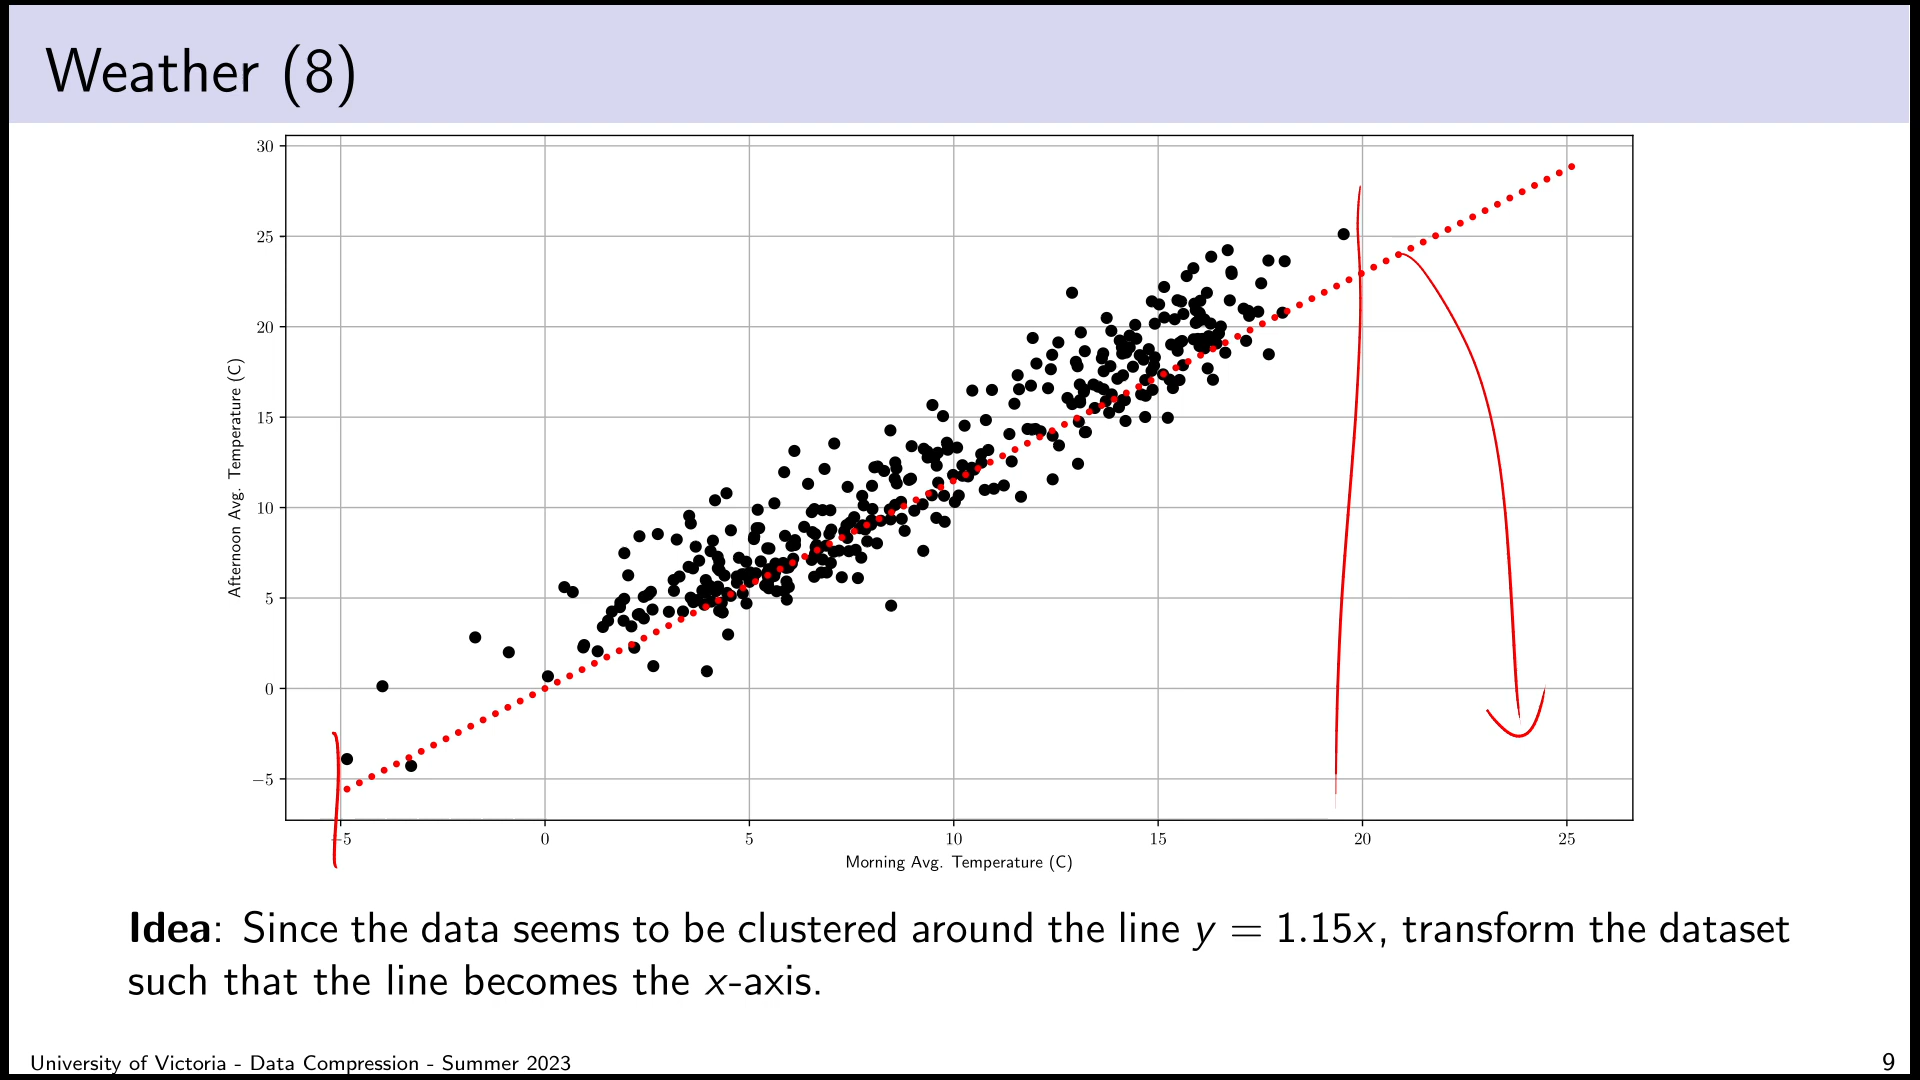 Weather (8)
30
25
20
15
10
5
0
−5
Afternoon Avg. Temperature (C)
−5 0 5 10 15 20 25
Morning Avg. Temperature (C)
Idea: Since the data seems to be clustered around the line y = 1.15x, transform the dataset
such that the line becomes the x-axis.
University of Victoria - Data Compression - Summer 2023 9